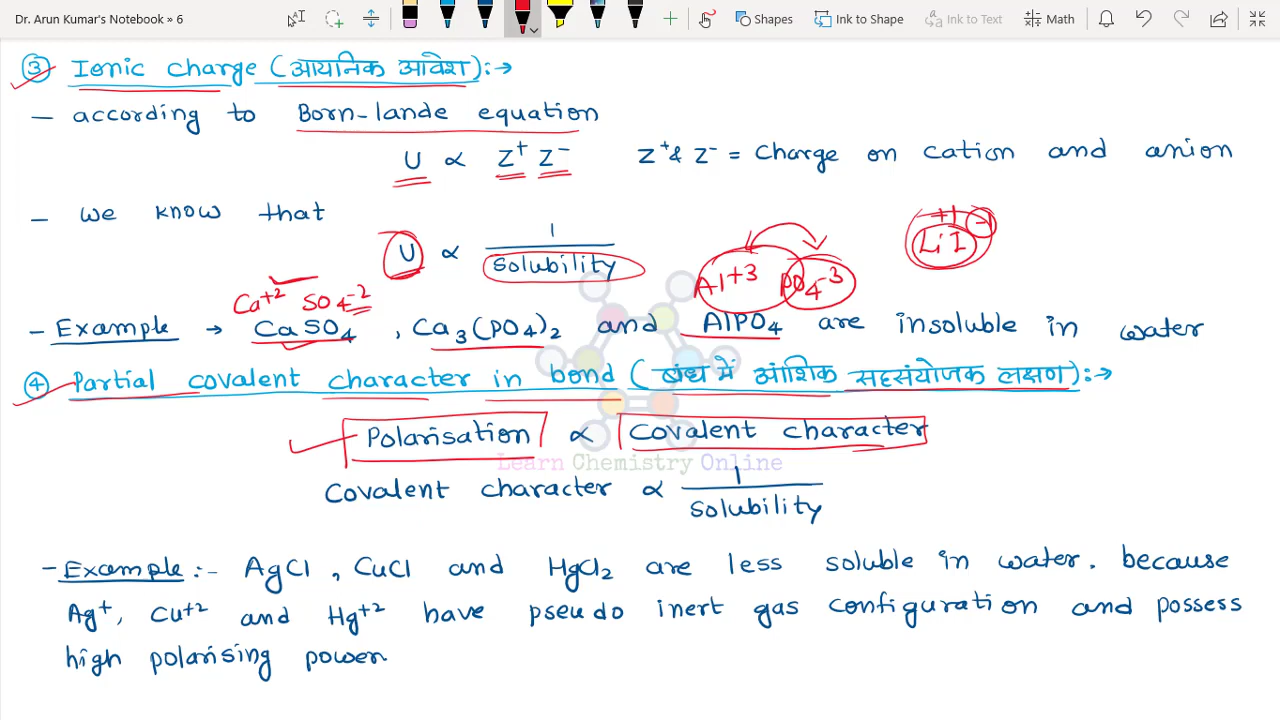 Dr. Arun Kumar's Notebook » 6
Shapes Ink to Shape Ink to Text Math
③ Ionic charge (आयनिक आवेश):→
— according to Born-lande equation
U ∝ Z⁺ Z⁻ Z⁺ & Z⁻ = Charge on cation and anion
— we know that
U ∝ 1/Solubility
Al⁺³ PO₄⁻³
+1 -1
LiI
Ca⁺² SO₄⁻²
— Example → CaSO₄, Ca₃(PO₄)₂ and AlPO₄ are insoluble in water
④ Partial covalent character in bond (बंध में आंशिक सहसंयोजक लक्षण):→
Polarisation ∝ Covalent character
Learn Chemistry Online
Covalent character ∝ 1/Solubility
— Example :- AgCl, CuCl and HgCl₂ are less soluble in water. because
Ag⁺, Cu⁺² and Hg⁺² have pseudo inert gas configuration and possess
high polarising power